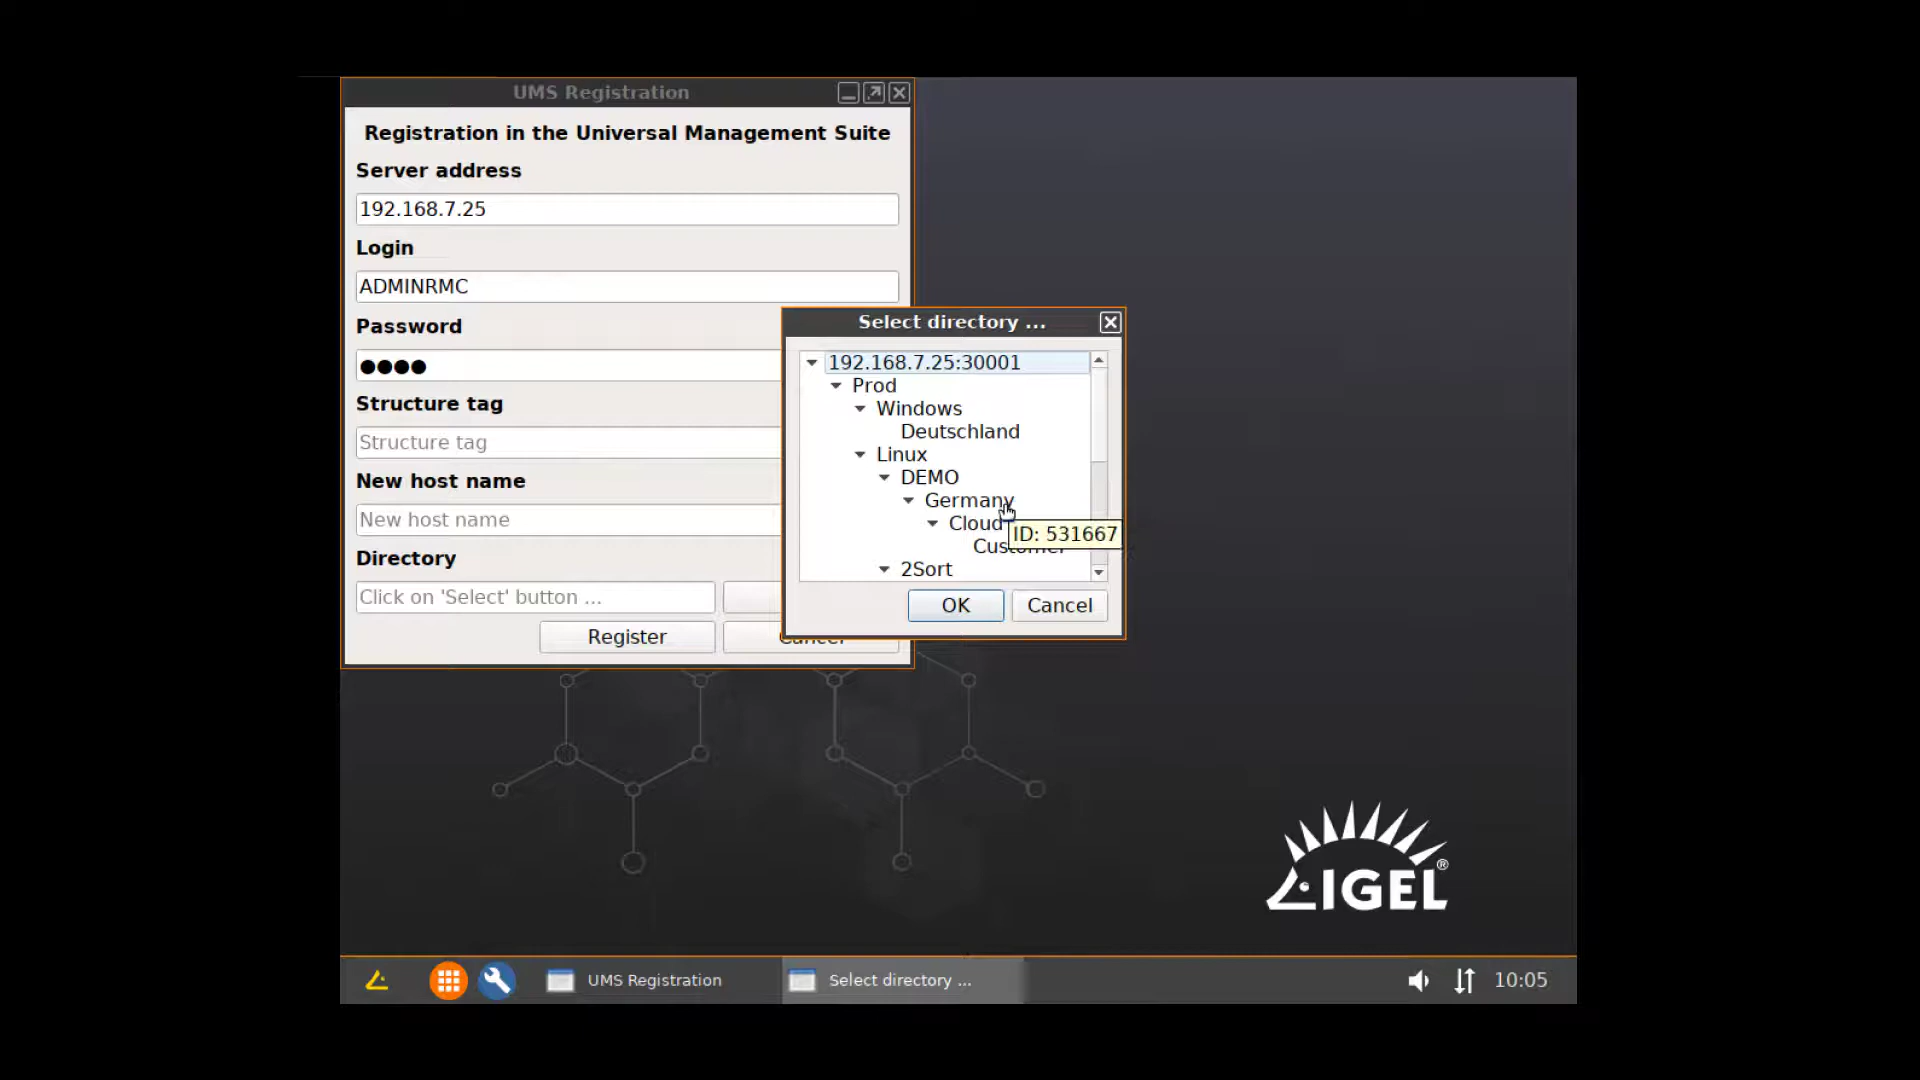 UMS Registration
Registration in the Universal Management Suite
Server address
192.168.7.25
Login
ADMINRMC
Password
●●●●
Structure tag
Structure tag
New host name
New host name
Directory
Click on 'Select' button ...
Register
Cancel
Select directory ...
192.168.7.25:30001
Prod
Windows
Deutschland
Linux
DEMO
Germany
Cloud
ID: 531667
Customer
2Sort
OK
Cancel
IGEL®
UMS Registration
Select directory ...
10:05